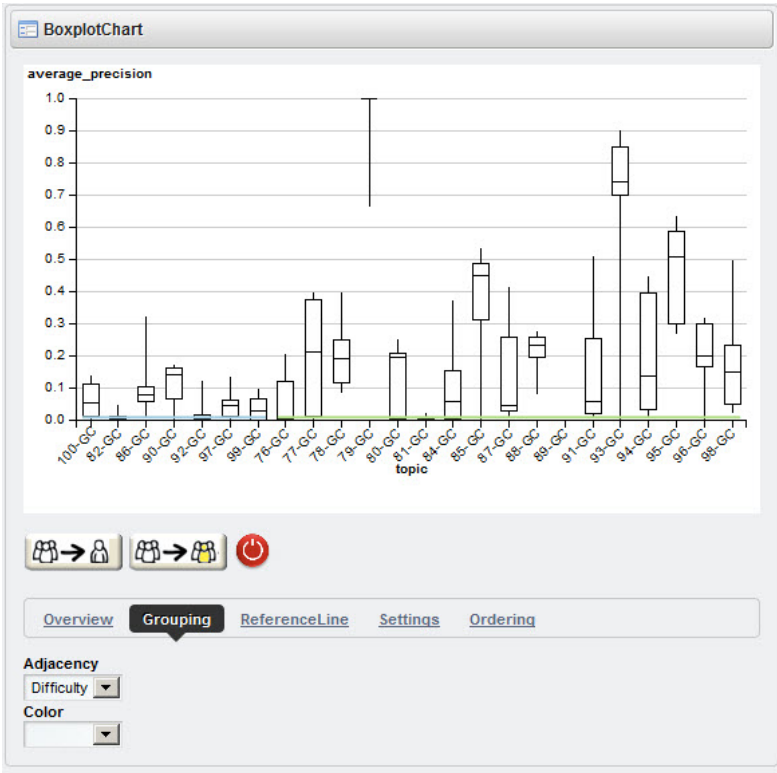 BoxplotChart
average_precision
1.0
0.9
0.8
0.7
0.6
0.5
0.4
0.3
0.2
0.1
0.0
100-GC 82-GC 86-GC 90-GC 92-GC 97-GC 99-GC 76-GC 77-GC 78-GC 79-GC 80-GC 81-GC 84-GC 85-GC 87-GC 88-GC 89-GC 91-GC 93-GC 94-GC 95-GC 96-GC 98-GC
topic
Overview Grouping ReferenceLine Settings Ordering
Adjacency
Difficulty
Color